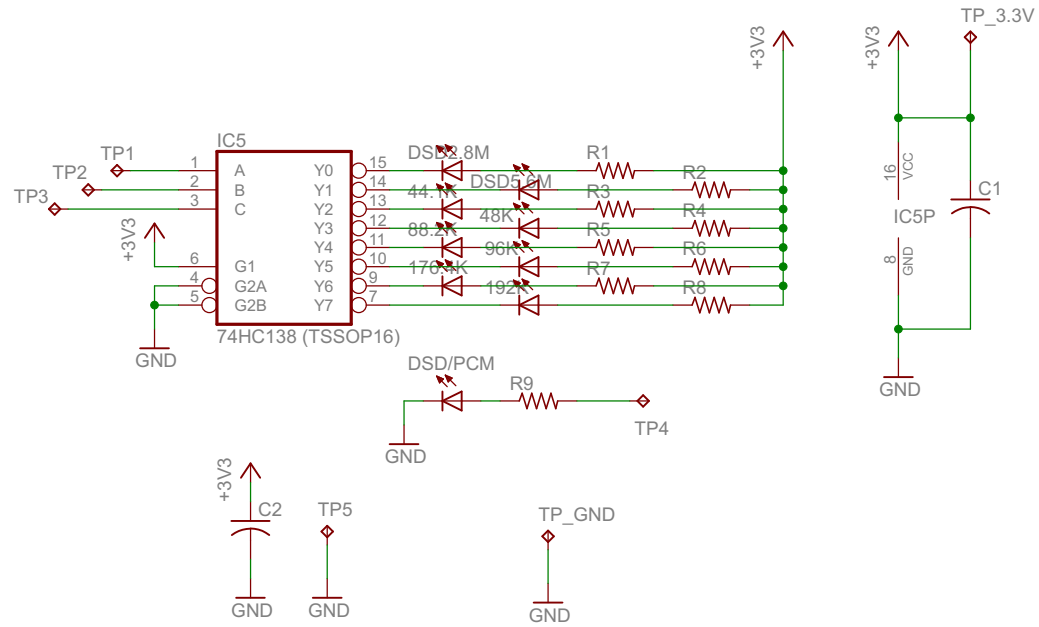 TP_3.3V
+3V3
+3V3
IC5
TP1
TP2
TP3
1
2
3
6
4
5
A
B
C
G1
G2A
G2B
Y0
Y1
Y2
Y3
Y4
Y5
Y6
Y7
15
14
13
12
11
10
9
7
+3V3
GND
74HC138 (TSSOP16)
DSD2.8M
DSD5.6M
44.1K
48K
88.2K
96K
176.4K
192K
R1
R2
R3
R4
R5
R6
R7
R8
16
VCC
IC5P
8
GND
C1
GND
DSD/PCM
R9
TP4
GND
+3V3
C2
GND
TP5
GND
TP_GND
GND